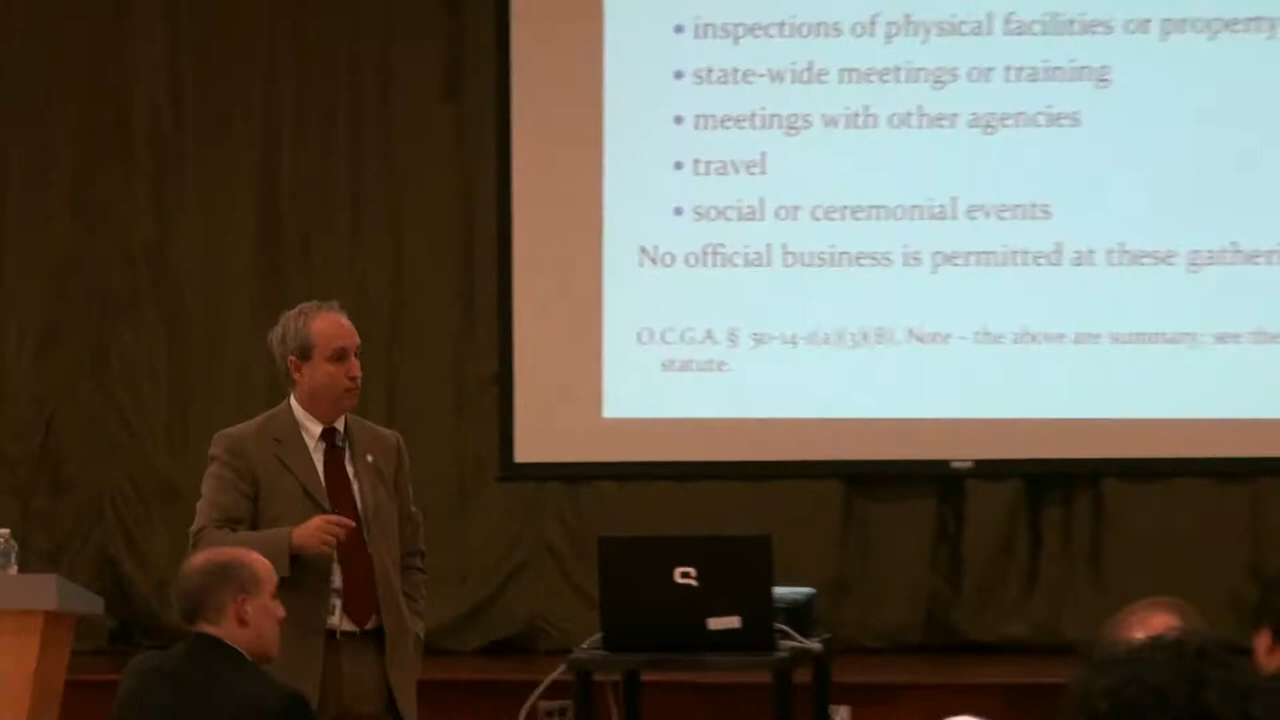 • inspections of physical facilities or property
• state-wide meetings or training
• meetings with other agencies
• travel
• social or ceremonial events
No official business is permitted at these gather
O.C.G.A. § 50-14-1(a)(3)(B). Note – the above are summary; see the
statute.